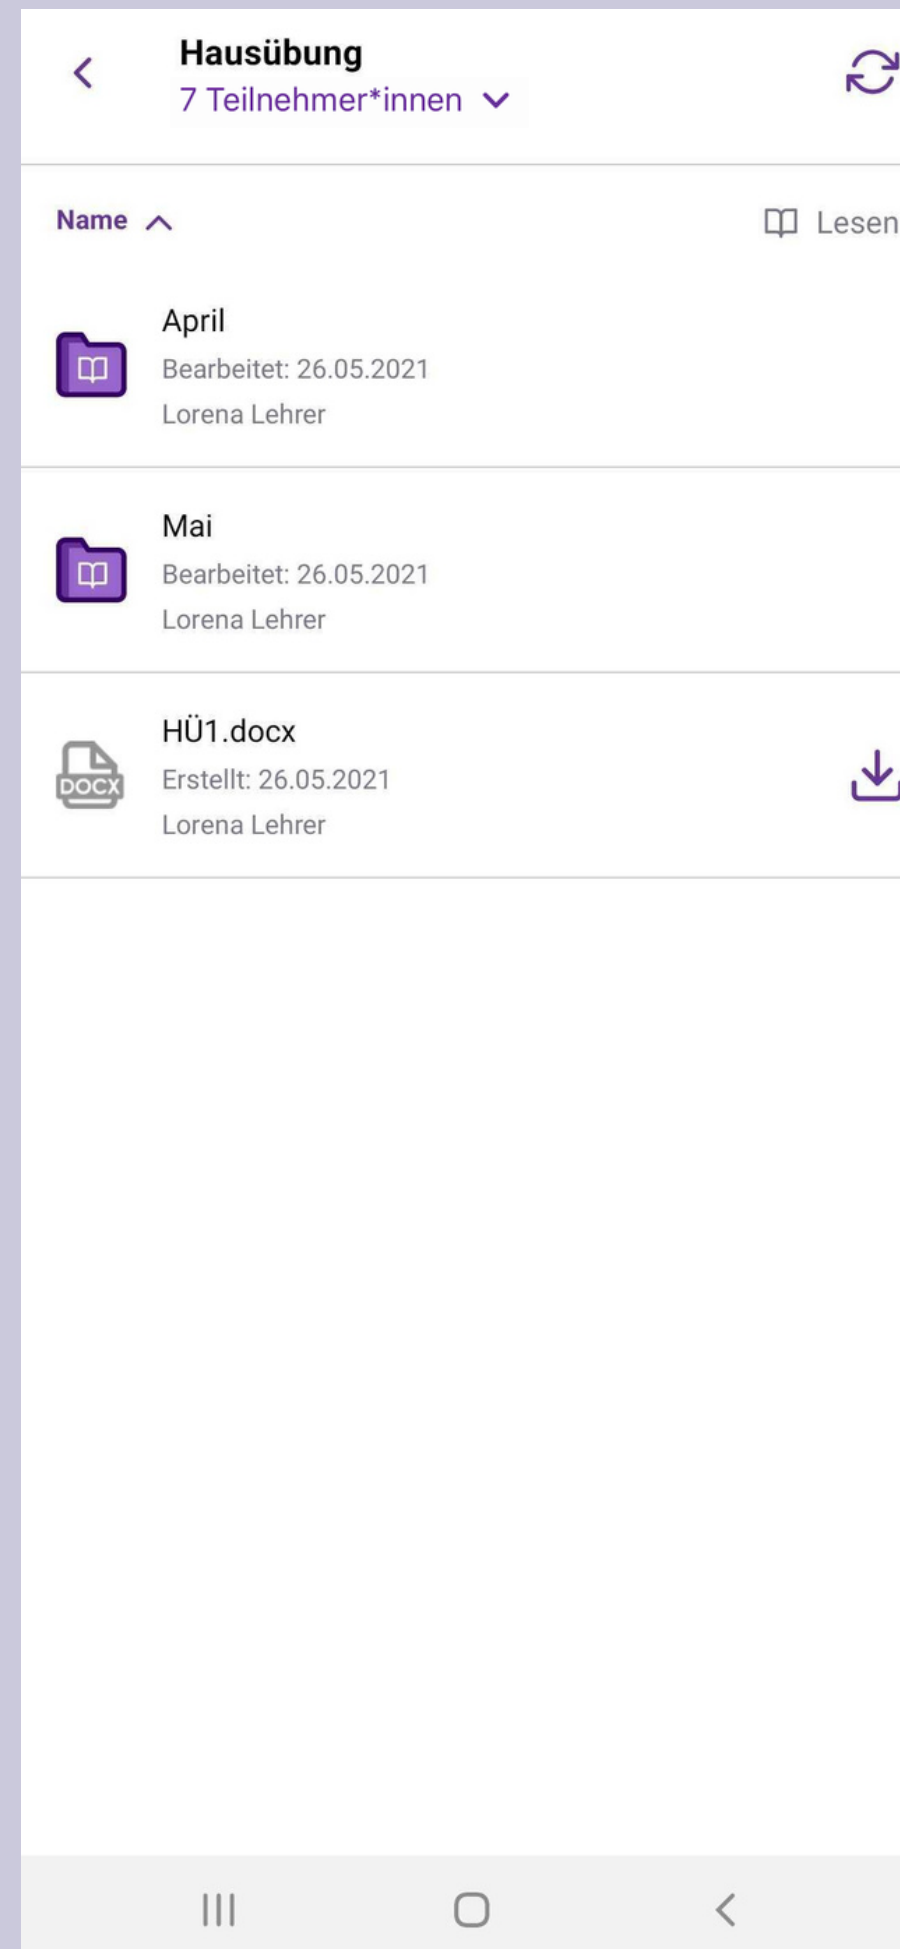 Hausübung
7 Teilnehmer*innen
Name
Lesen
April
Bearbeitet: 26.05.2021
Lorena Lehrer
Mai
Bearbeitet: 26.05.2021
Lorena Lehrer
HÜ1.docx
DOCX
Erstellt: 26.05.2021
Lorena Lehrer